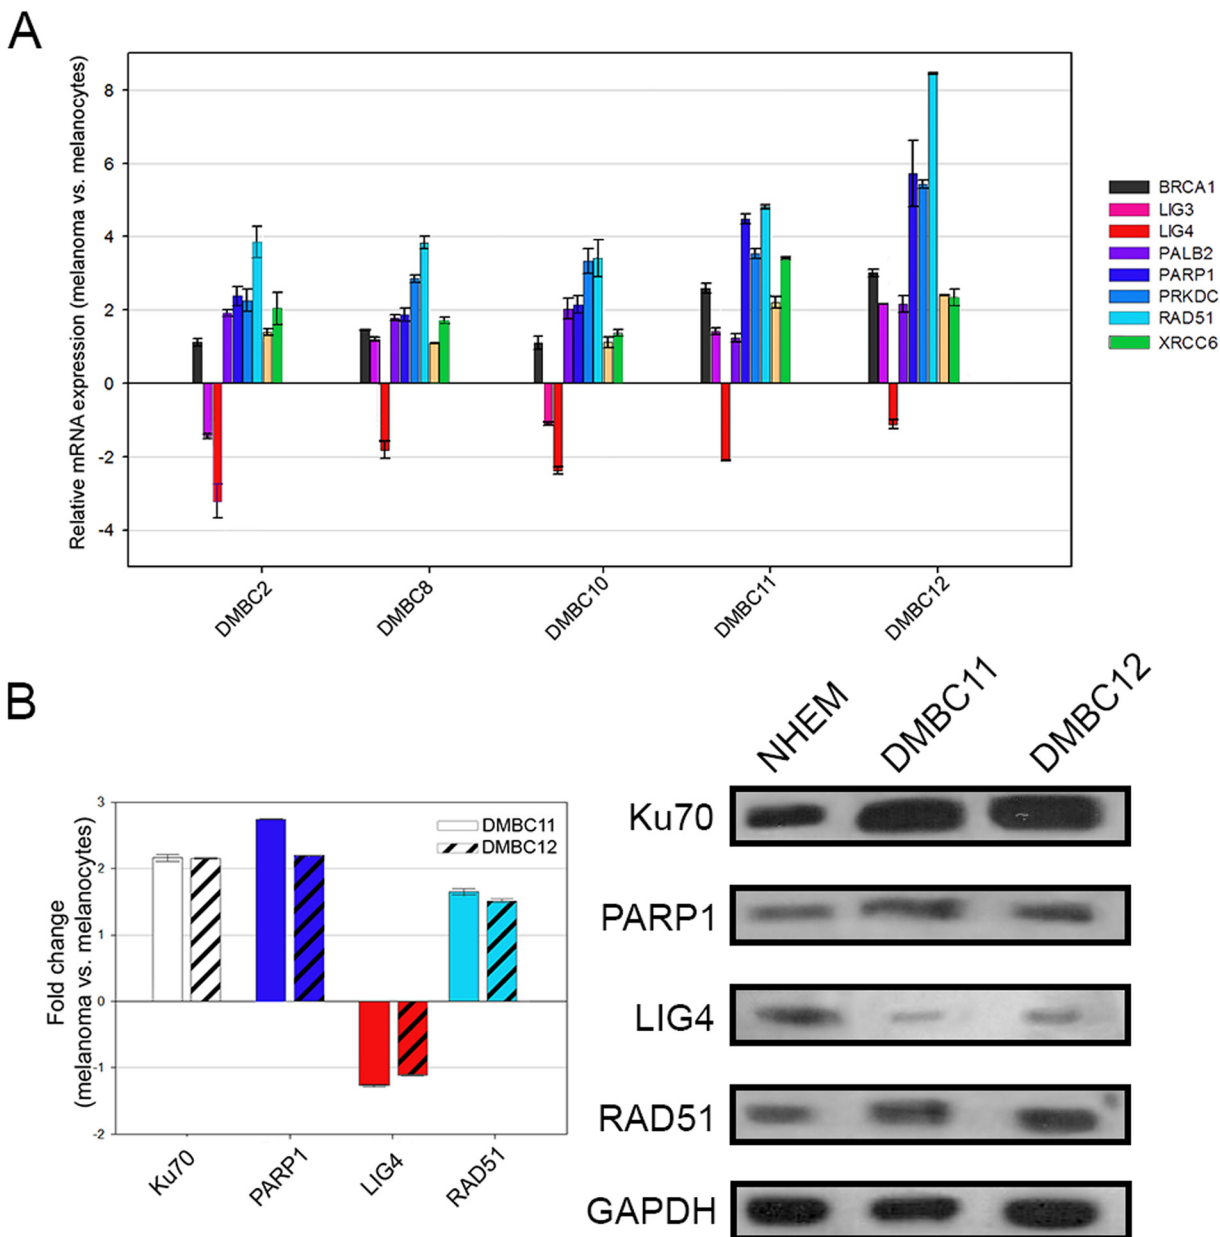 A
Relative mRNA expression (melanoma vs. melanocytes)
8
6
4
2
0
-2
-4
DMBC2
DMBC8
DMBC10
DMBC11
DMBC12
BRCA1
LIG3
LIG4
PALB2
PARP1
PRKDC
RAD51
XRCC6
B
Fold change
(melanoma vs. melanocytes)
3
2
1
0
-1
-2
DMBC11
DMBC12
Ku70
PARP1
LIG4
RAD51
NHEM
DMBC11
DMBC12
Ku70
PARP1
LIG4
RAD51
GAPDH